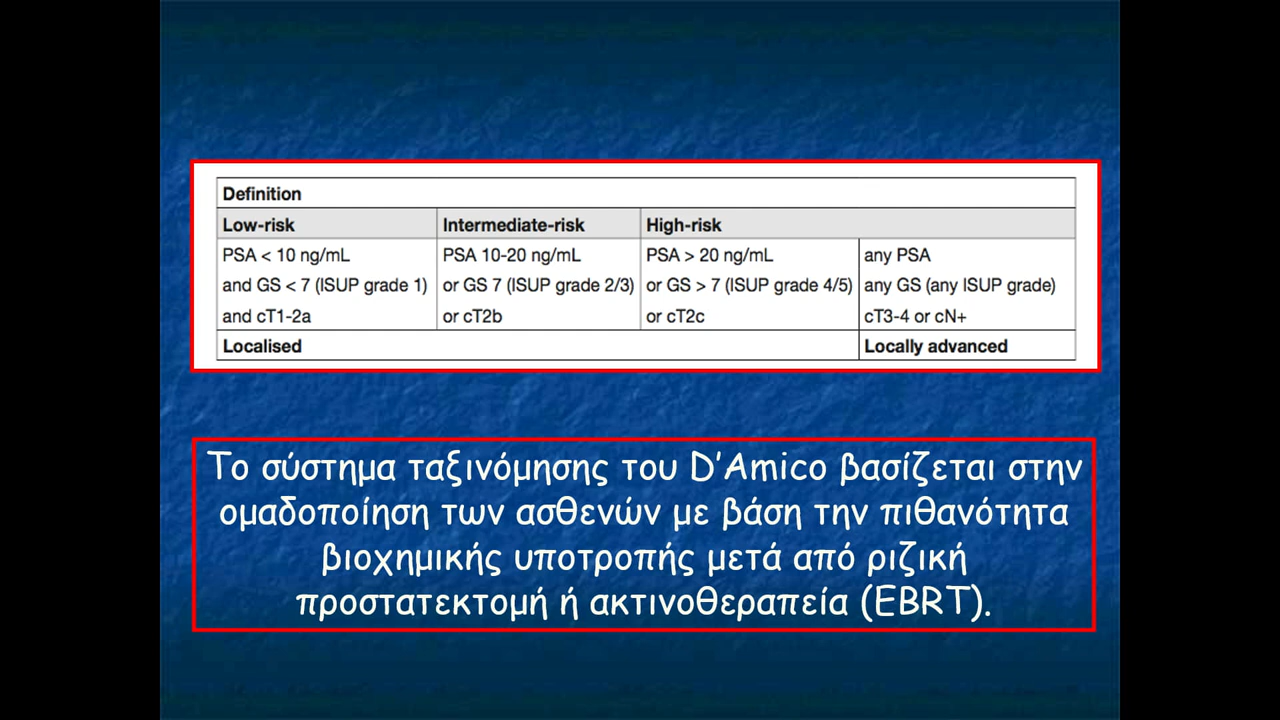 Definition
Low-risk Intermediate-risk High-risk
PSA < 10 ng/mL PSA 10-20 ng/mL PSA > 20 ng/mL any PSA
and GS < 7 (ISUP grade 1) or GS 7 (ISUP grade 2/3) or GS > 7 (ISUP grade 4/5) any GS (any ISUP grade)
and cT1-2a or cT2b or cT2c cT3-4 or cN+
Localised Locally advanced
Το σύστημα ταξινόμησης του D’Amico βασίζεται στην
ομαδοποίηση των ασθενών με βάση την πιθανότητα
βιοχημικής υποτροπής μετά από ριζική
προστατεκτομή ή ακτινοθεραπεία (EBRT).